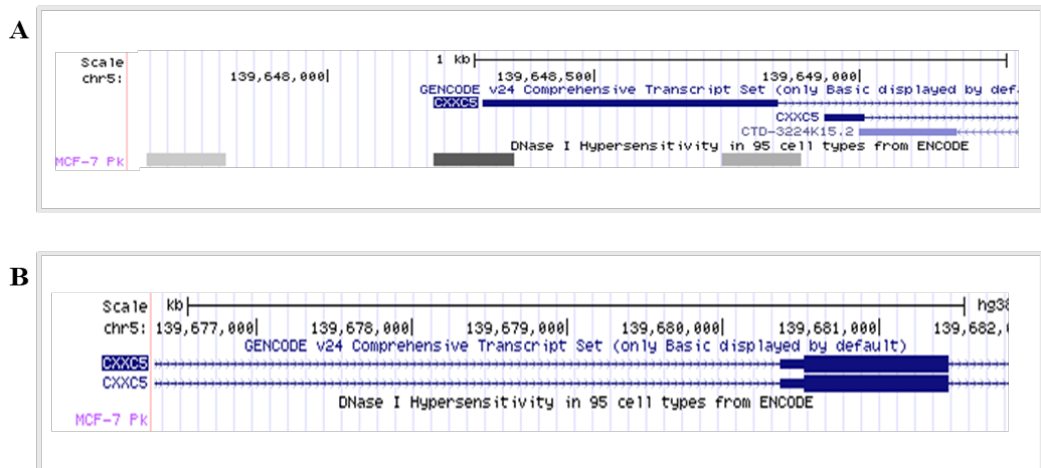 A
Scale 1 kb
chr5: 139,648,000| 139,648,500| 139,649,000|
GENCODE v24 Comprehensive Transcript Set (only Basic displayed by def
CXXC5
CXXC5
CTD-3224K15.2
DNase I Hypersensitivity in 95 cell types from ENCODE
MCF-7 Pk
B
Scale kb hg38
chr5: 139,677,000| 139,678,000| 139,679,000| 139,680,000| 139,681,000| 139,682,
GENCODE v24 Comprehensive Transcript Set (only Basic displayed by default)
CXXC5
CXXC5
DNase I Hypersensitivity in 95 cell types from ENCODE
MCF-7 Pk